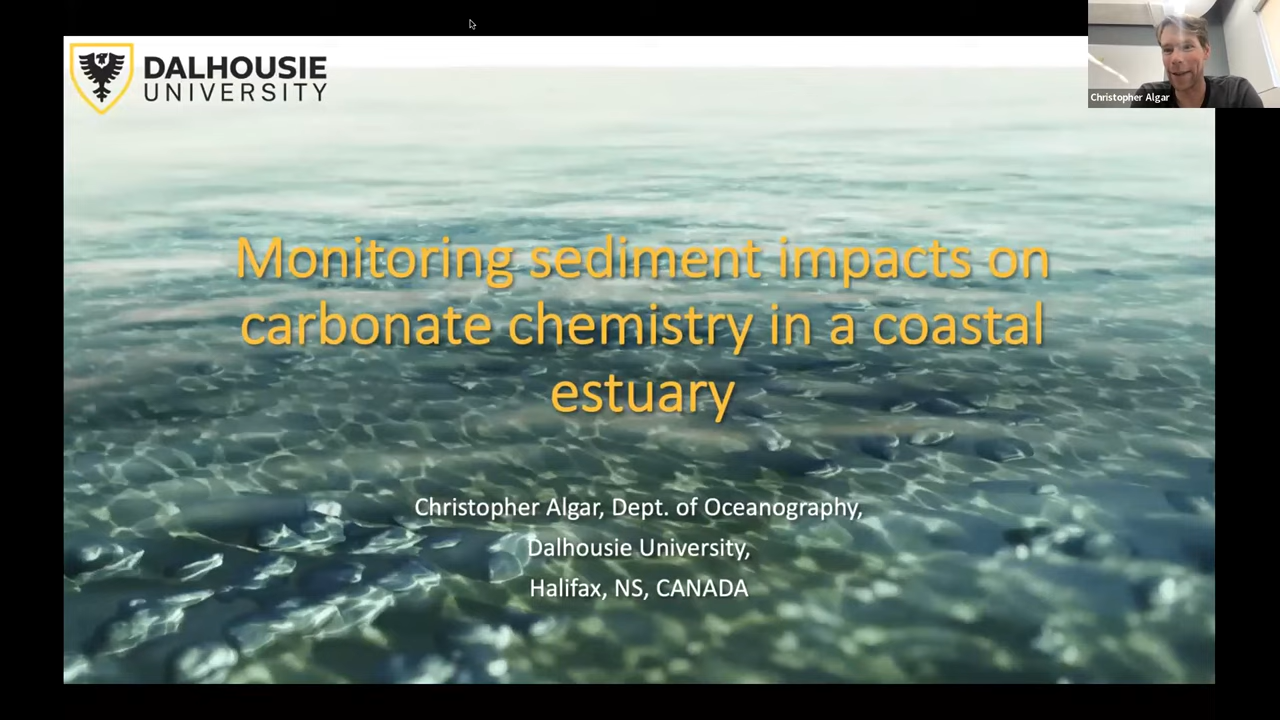 DALHOUSIE
UNIVERSITY
Christopher Algar
Monitoring sediment impacts on
carbonate chemistry in a coastal
estuary
Christopher Algar, Dept. of Oceanography,
Dalhousie University,
Halifax, NS, CANADA